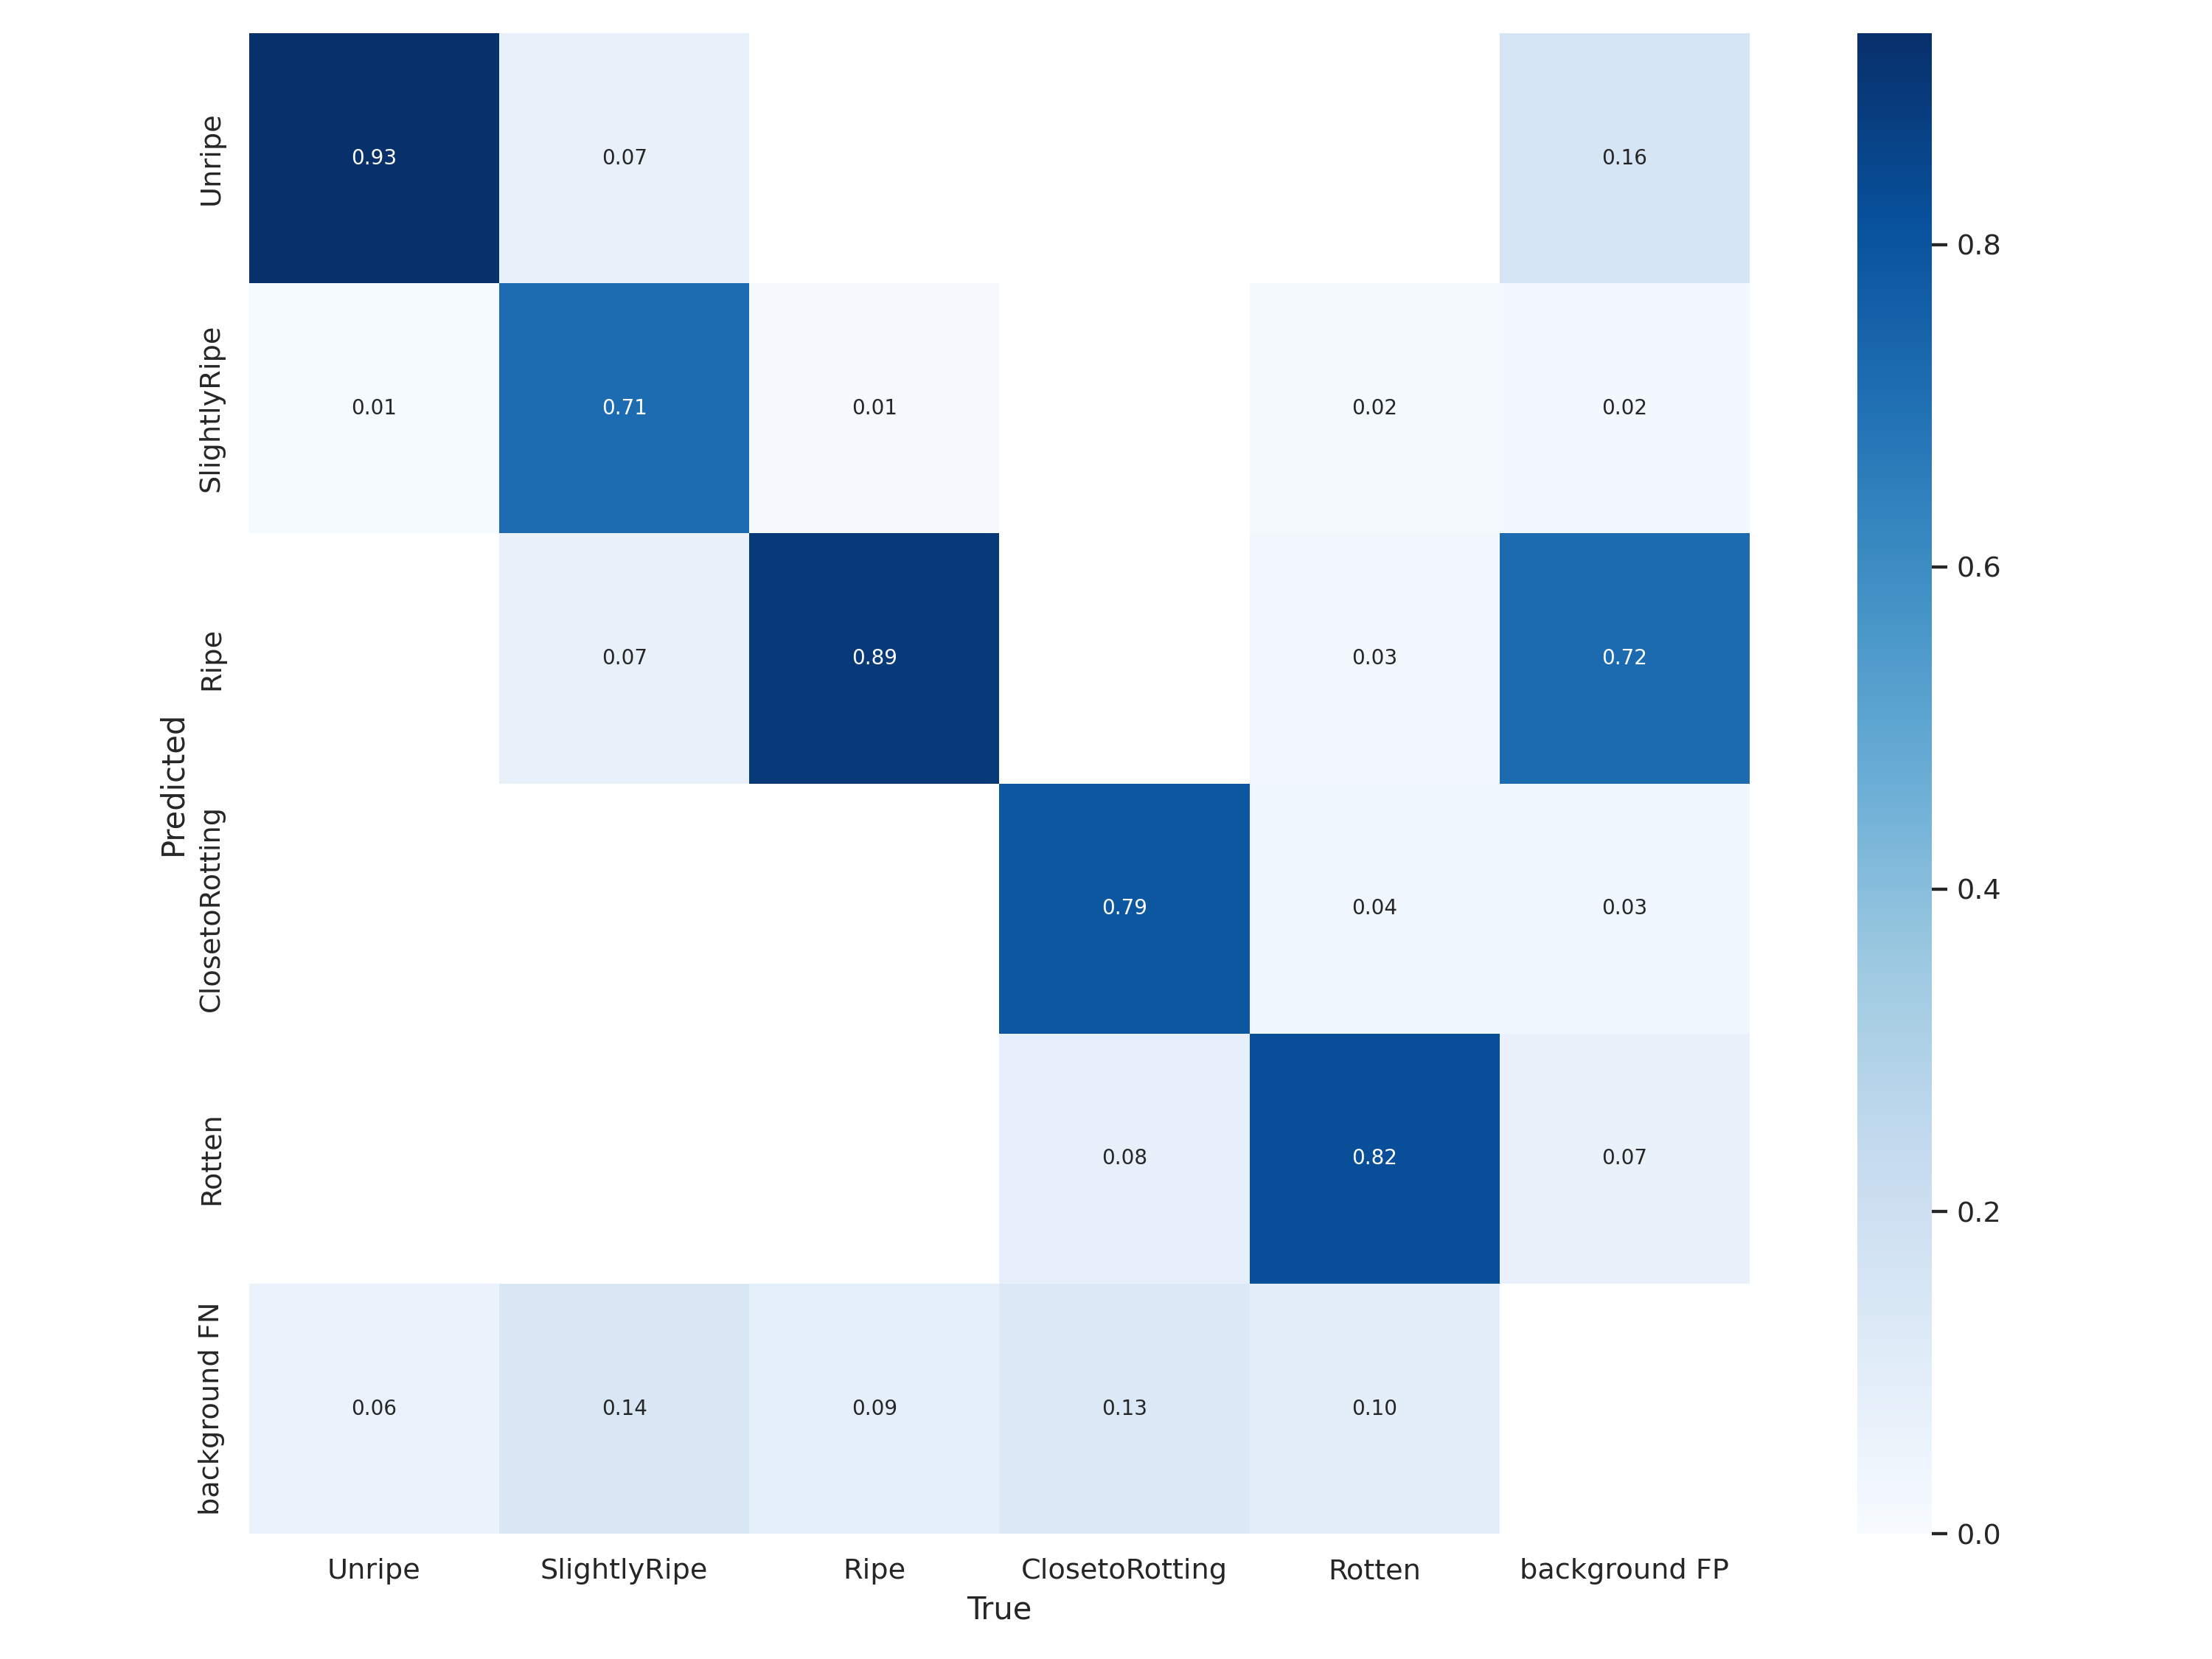 Unripe
0.93
0.07
0.16
0.8
SlightlyRipe
0.01
0.71
0.01
0.02
0.02
0.6
Ripe
0.07
0.89
0.03
0.72
Predicted
ClosetoRotting
0.79
0.04
0.03
0.4
Rotten
0.08
0.82
0.07
0.2
background FN
0.06
0.14
0.09
0.13
0.10
0.0
Unripe
SlightlyRipe
Ripe
ClosetoRotting
Rotten
background FP
True